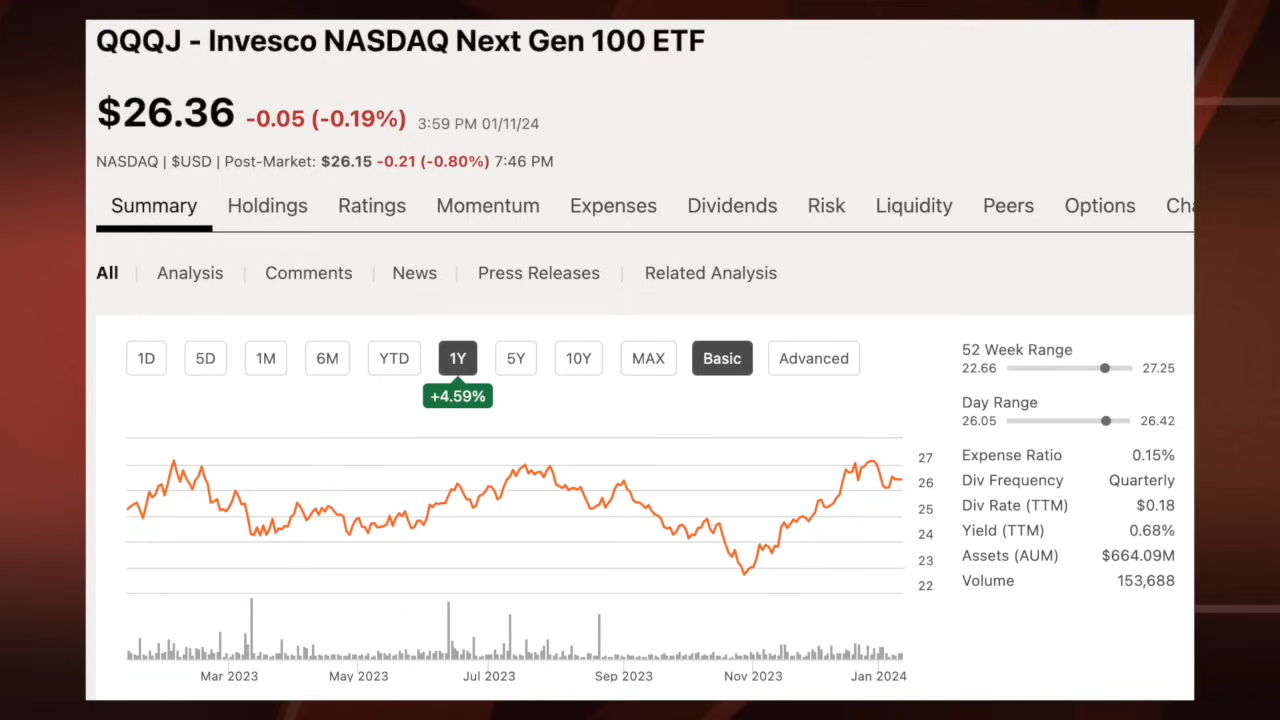 QQQJ - Invesco NASDAQ Next Gen 100 ETF
$26.36 -0.05 (-0.19%) 3:59 PM 01/11/24
NASDAQ | $USD | Post-Market: $26.15 -0.21 (-0.80%) 7:46 PM
Summary Holdings Ratings Momentum Expenses Dividends Risk Liquidity Peers Options Cha
All Analysis Comments News Press Releases Related Analysis
1D 5D 1M 6M YTD 1Y 5Y 10Y MAX Basic Advanced
+4.59%
27
26
25
24
23
22
Mar 2023 May 2023 Jul 2023 Sep 2023 Nov 2023 Jan 2024
52 Week Range
22.66 27.25
Day Range
26.05 26.42
Expense Ratio 0.15%
Div Frequency Quarterly
Div Rate (TTM) $0.18
Yield (TTM) 0.68%
Assets (AUM) $664.09M
Volume 153,688